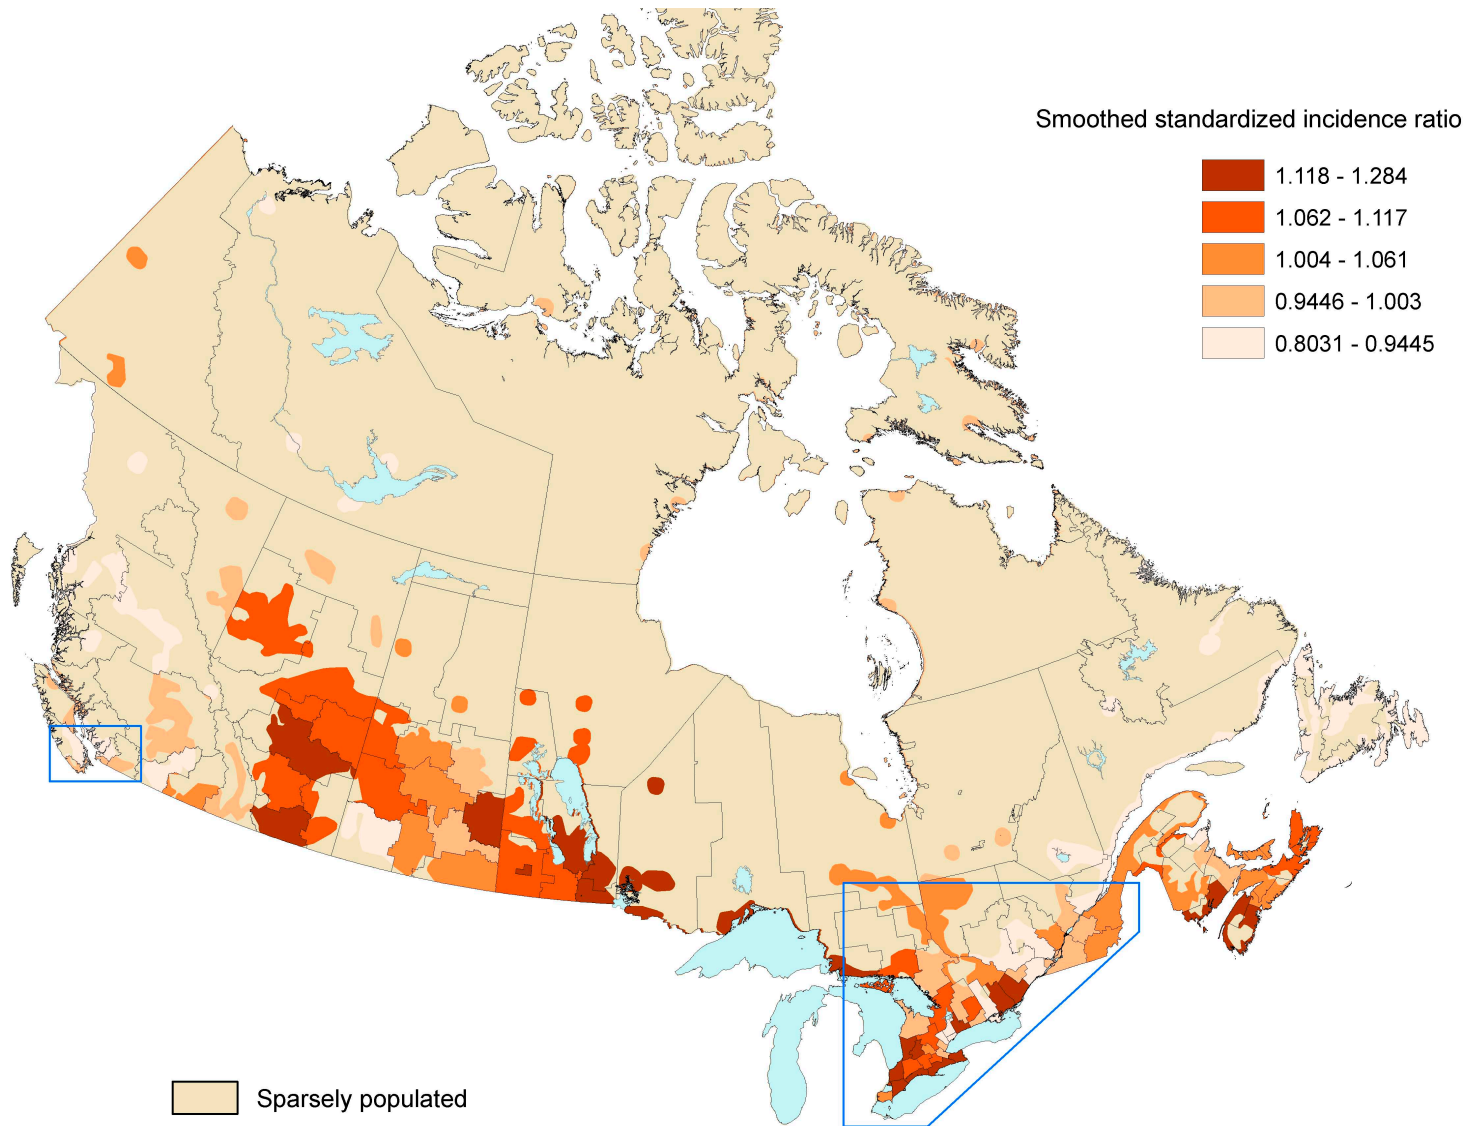 Smoothed standardized incidence ratio
1.118 - 1.284
1.062 - 1.117
1.004 - 1.061
0.9446 - 1.003
0.8031 - 0.9445
Sparsely populated